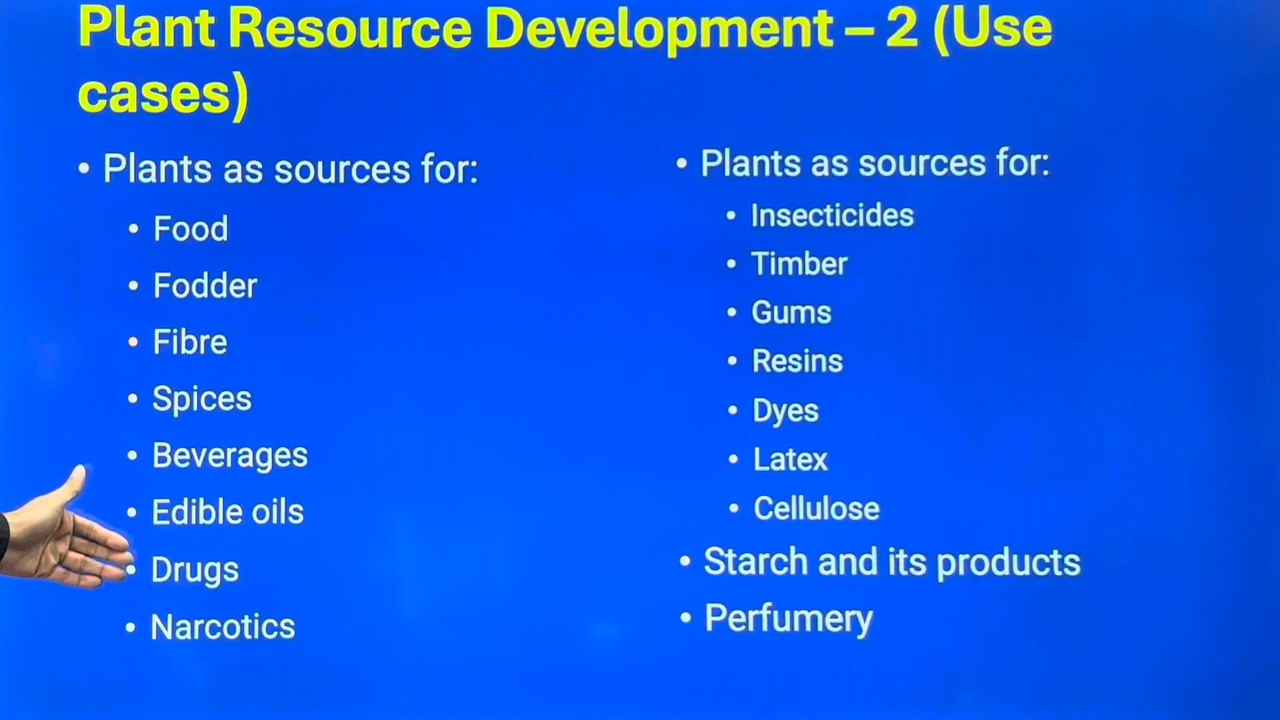 Plant Resource Development – 2 (Use
cases)
• Plants as sources for:
• Food
• Fodder
• Fibre
• Spices
• Beverages
• Edible oils
• Drugs
• Narcotics
• Plants as sources for:
• Insecticides
• Timber
• Gums
• Resins
• Dyes
• Latex
• Cellulose
• Starch and its products
• Perfumery